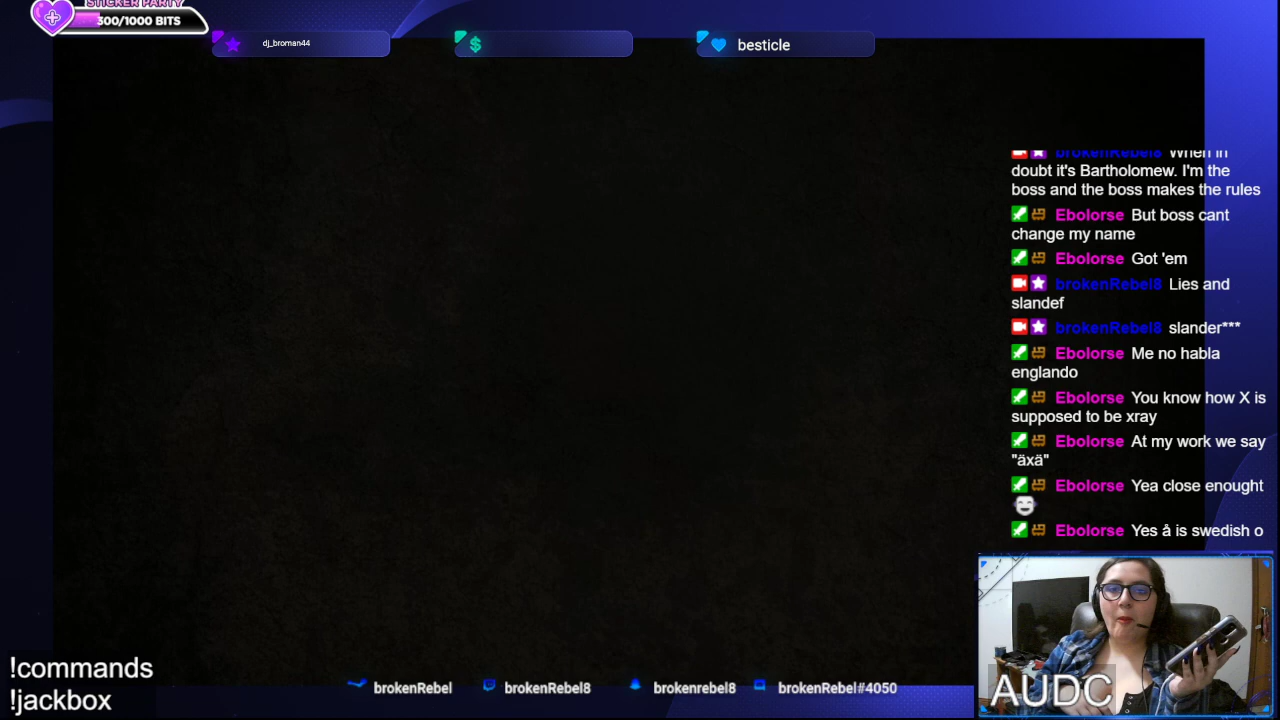 STICKER PARTY
300/1000 BITS
dj_broman44
$
besticle
brokenRebel8 When in
doubt it's Bartholomew. I'm the
boss and the boss makes the rules
Ebolorse But boss cant
change my name
Ebolorse Got 'em
brokenRebel8 Lies and
slandef
brokenRebel8 slander***
Ebolorse Me no habla
englando
Ebolorse You know how X is
supposed to be xray
Ebolorse At my work we say
"äxä"
Ebolorse Yea close enought
Ebolorse Yes å is swedish o
!commands
!jackbox
brokenRebel
brokenRebel8
brokenrebel8
brokenRebel#4050
AUDC